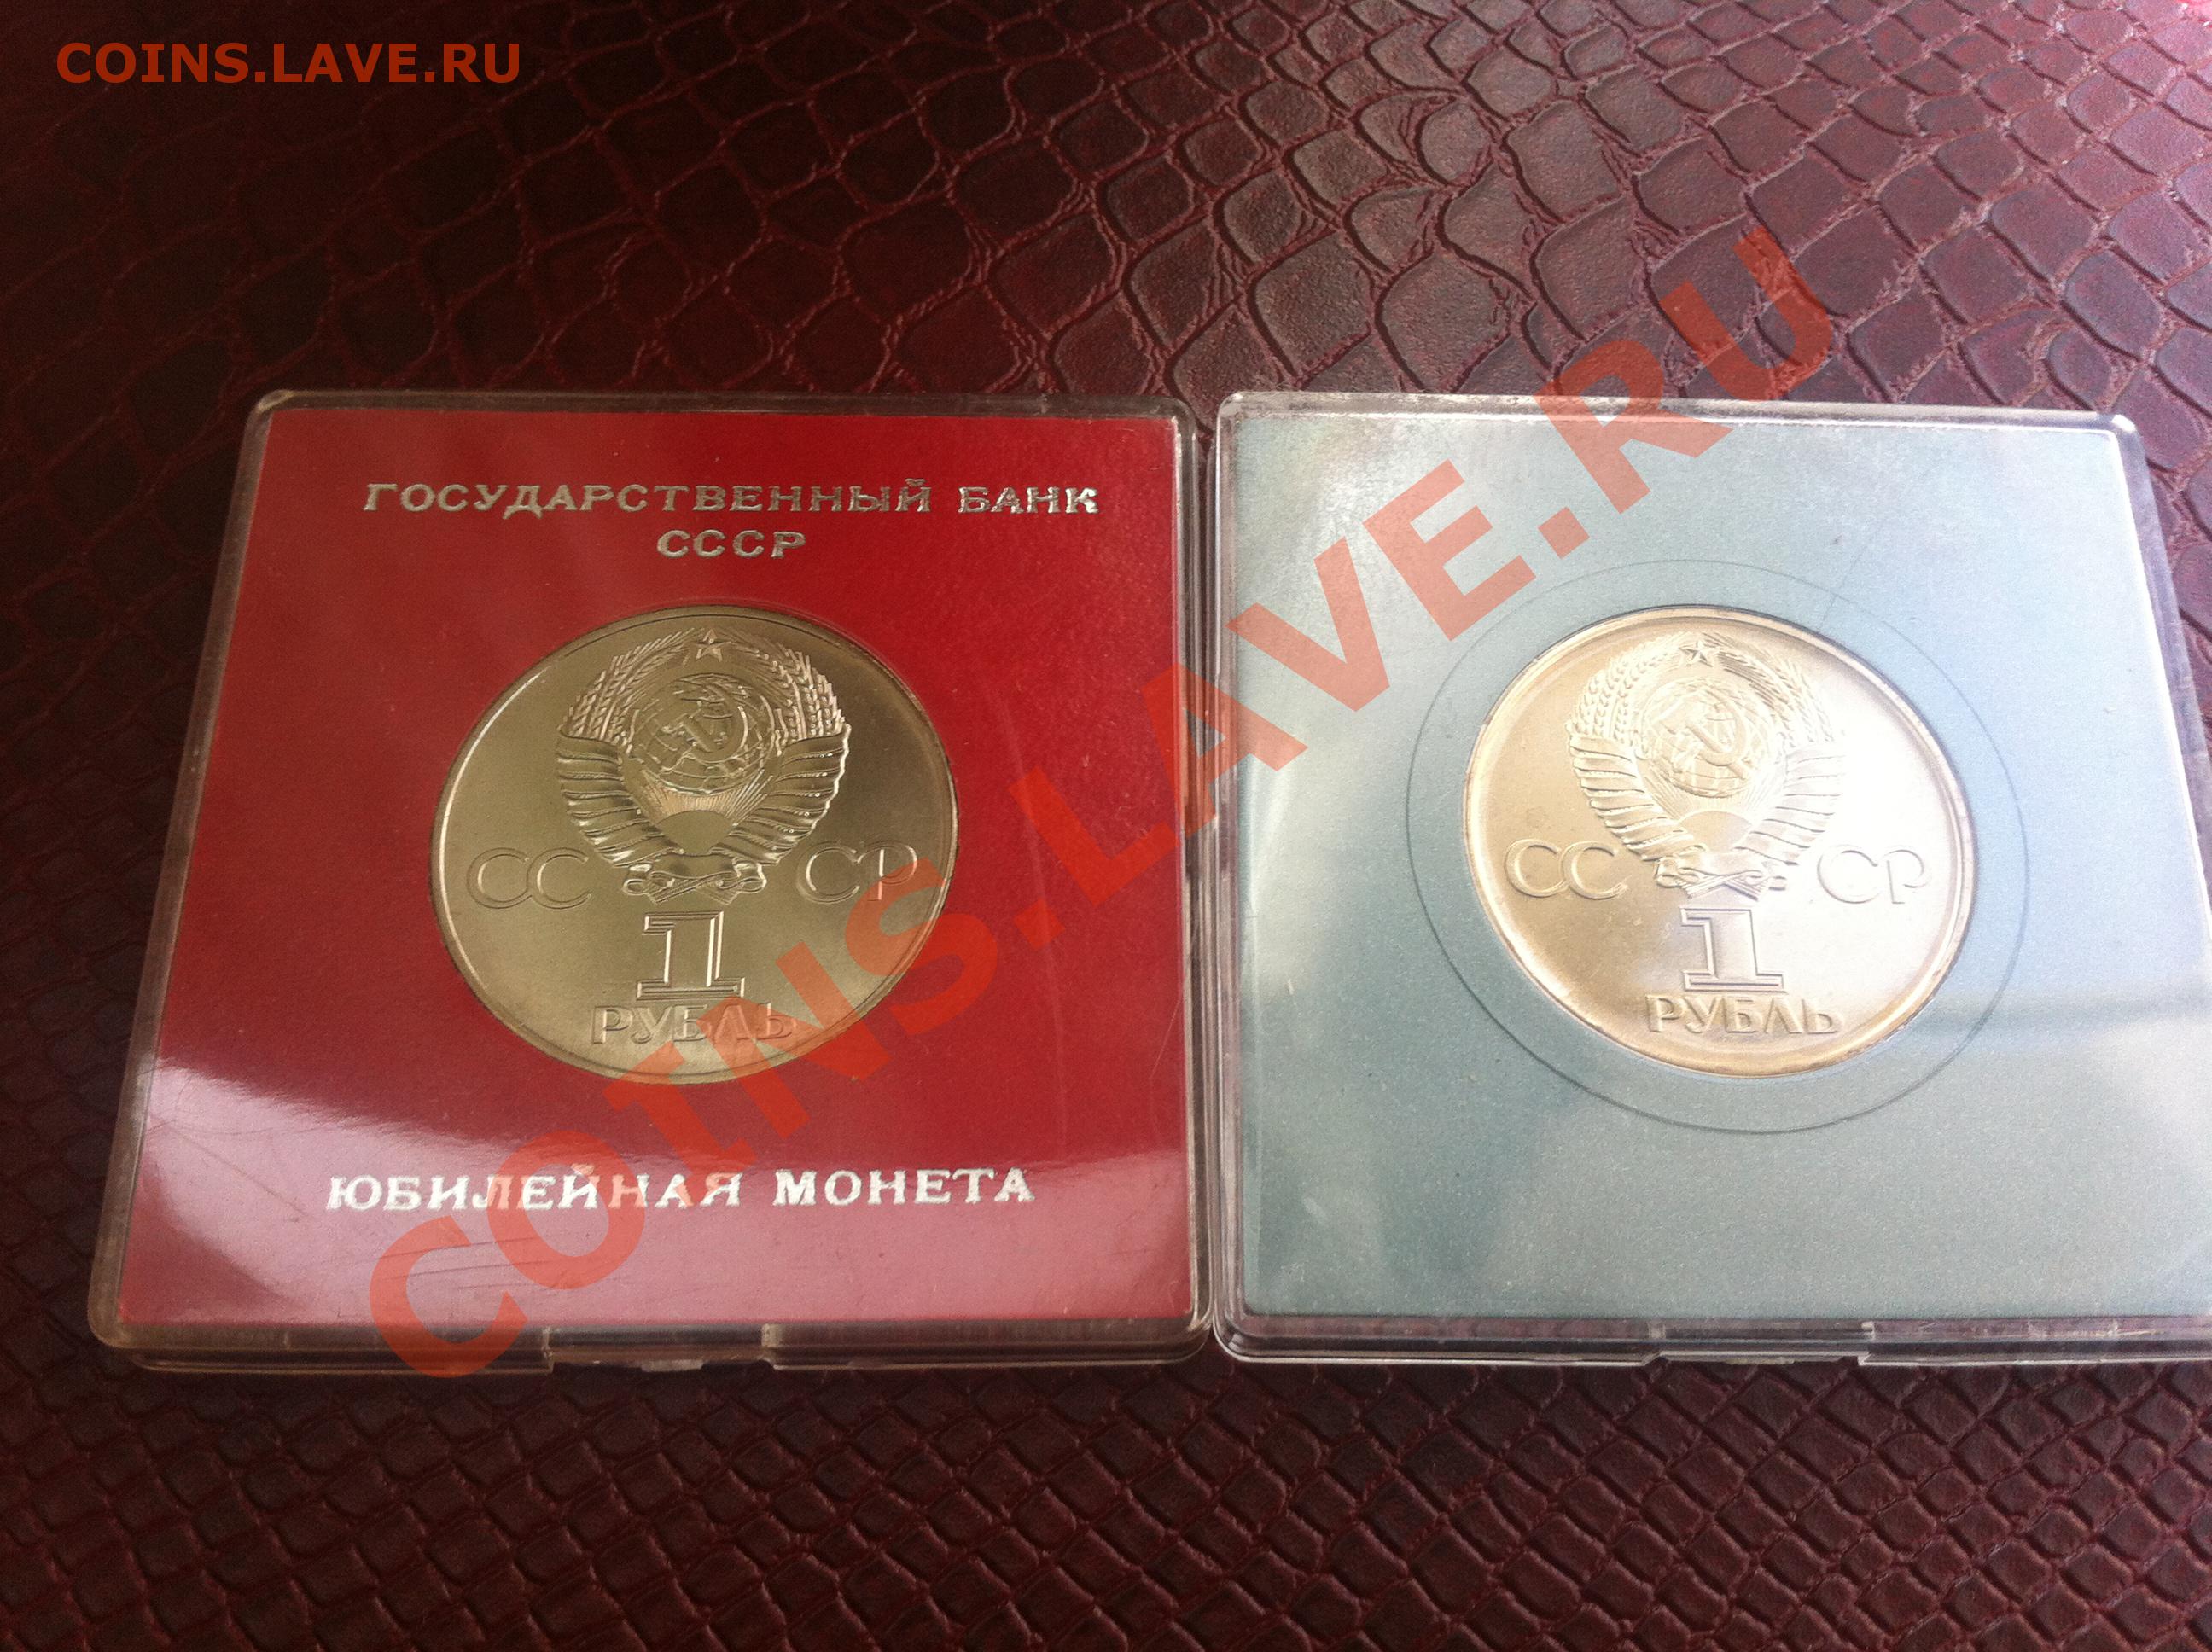 COINS.LAVE.RU
ГОСУДАРСТВЕННЫЙ БАНК
СССР
СС СР
1
РУБЛЬ
ЮБИЛЕЙНАЯ МОНЕТА
СС СР
1
РУБЛЬ
COINS.LAVE.RU